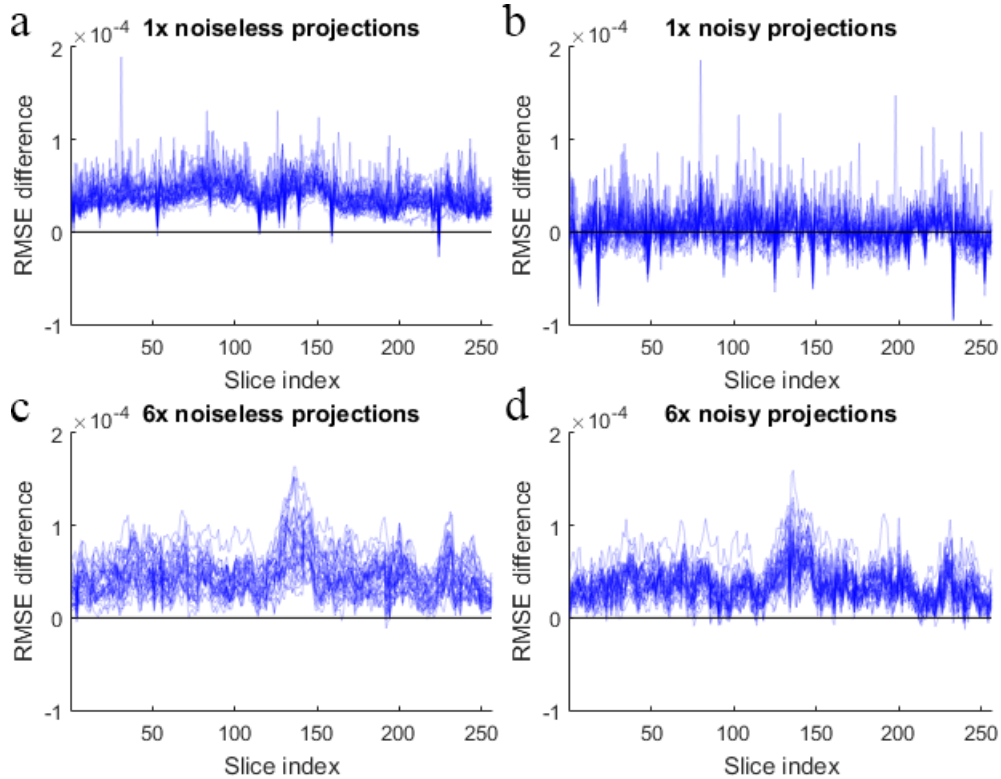 a
1x noiseless projections
×10⁻⁴
2
1
0
-1
RMSE difference
50 100 150 200 250
Slice index
b
1x noisy projections
×10⁻⁴
2
1
0
-1
RMSE difference
50 100 150 200 250
Slice index
c
6x noiseless projections
×10⁻⁴
2
1
0
-1
RMSE difference
50 100 150 200 250
Slice index
d
6x noisy projections
×10⁻⁴
2
1
0
-1
RMSE difference
50 100 150 200 250
Slice index